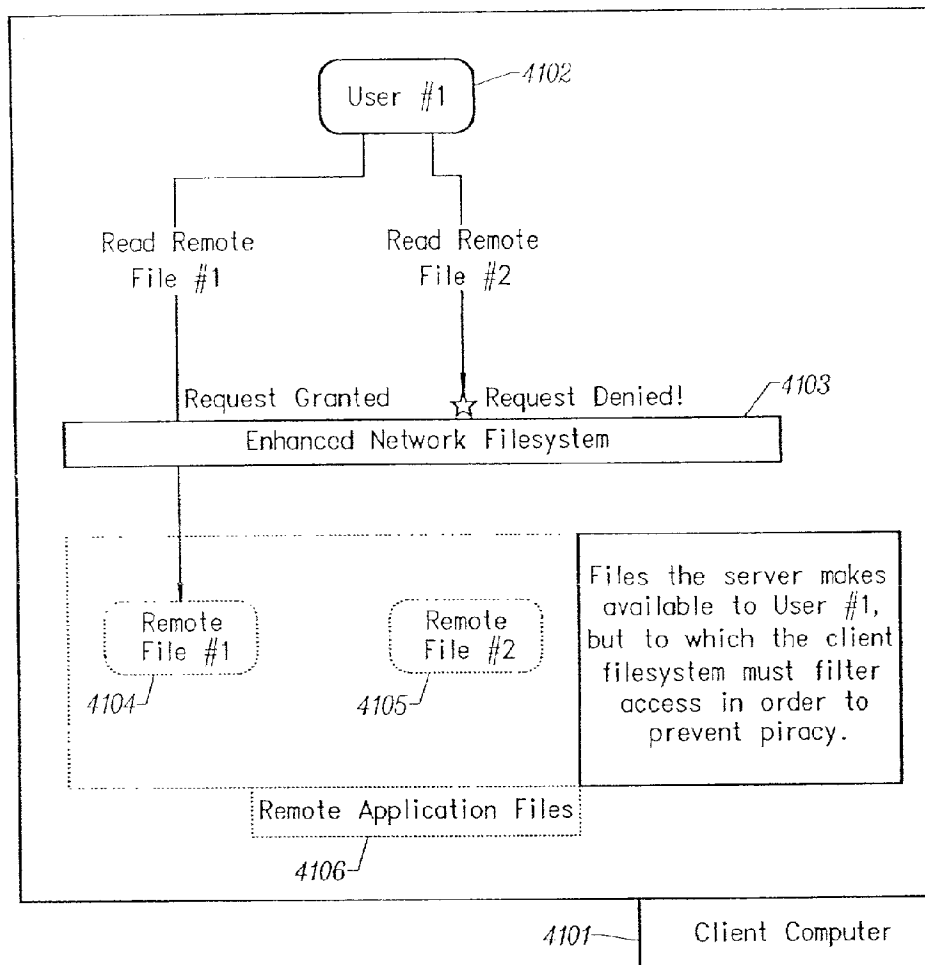 4102
User #1
Read Remote
File #1
Read Remote
File #2
Request Granted
Request Denied!
4103
Enhanced Network Filesystem
Remote
File #1
4104
Remote
File #2
4105
Files the server makes
available to User #1,
but to which the client
filesystem must filter
access in order to
prevent piracy.
Remote Application Files
4106
4101
Client Computer